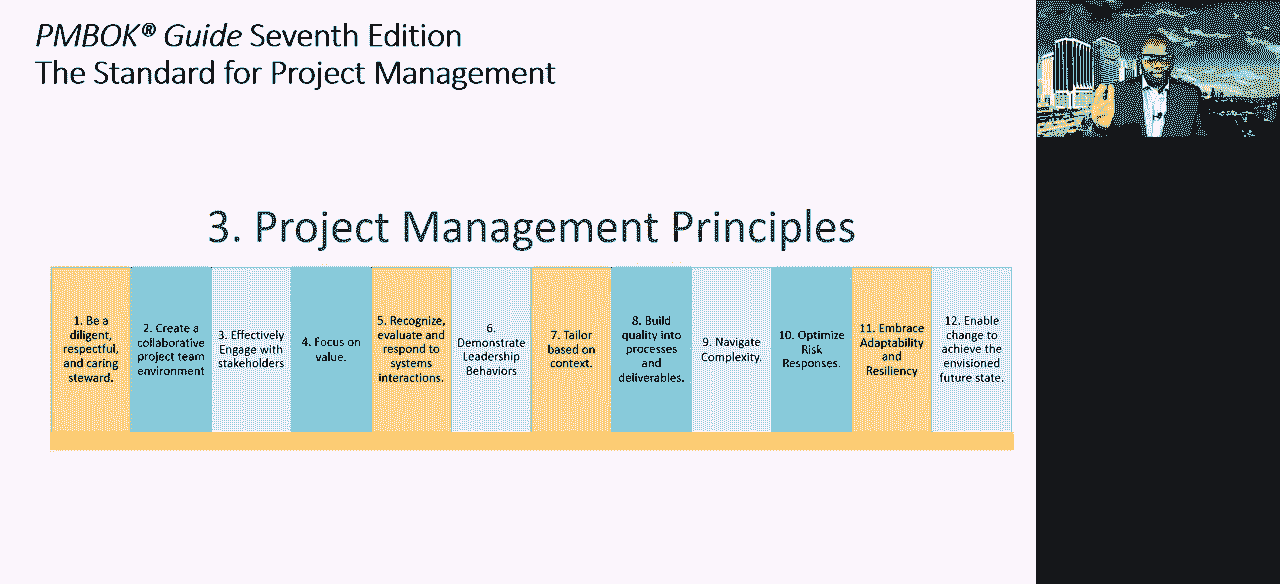 PMBOK® Guide Seventh Edition
The Standard for Project Management
3. Project Management Principles
1. Be a
diligent,
respectful,
and caring
steward.
2. Create a
collaborative
project team
environment
3. Effectively
Engage with
stakeholders
4. Focus on
value.
5. Recognize,
evaluate and
respond to
systems
interactions.
6.
Demonstrate
Leadership
Behaviors
7. Tailor
based on
context.
8. Build
quality into
processes
and
deliverables.
9. Navigate
Complexity.
10. Optimize
Risk
Responses.
11. Embrace
Adaptability
and
Resiliency
12. Enable
change to
achieve the
envisioned
future state.